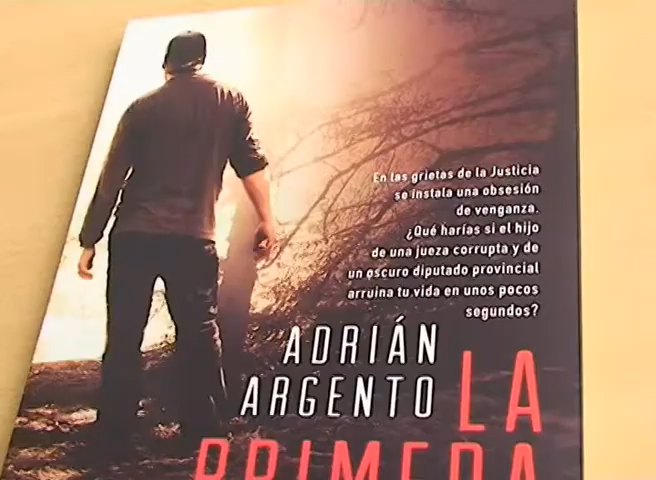 En las grietas de la Justicia
se instala una obsesión
de venganza.
¿Qué harías si el hijo
de una jueza corrupta y de
un oscuro diputado provincial
arruina tu vida en unos pocos
segundos?
ADRIÁN
ARGENTO
LA
PRIMERA